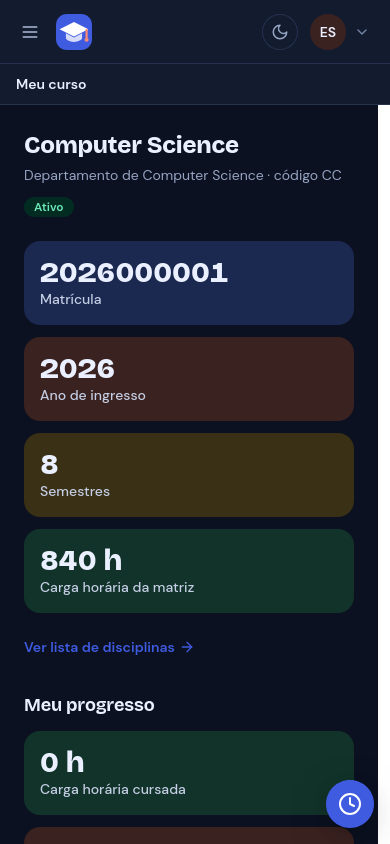 ES
Meu curso
Computer Science
Departamento de Computer Science · código CC
Ativo
2026000001
Matrícula
2026
Ano de ingresso
8
Semestres
840 h
Carga horária da matriz
Ver lista de disciplinas →
Meu progresso
0 h
Carga horária cursada